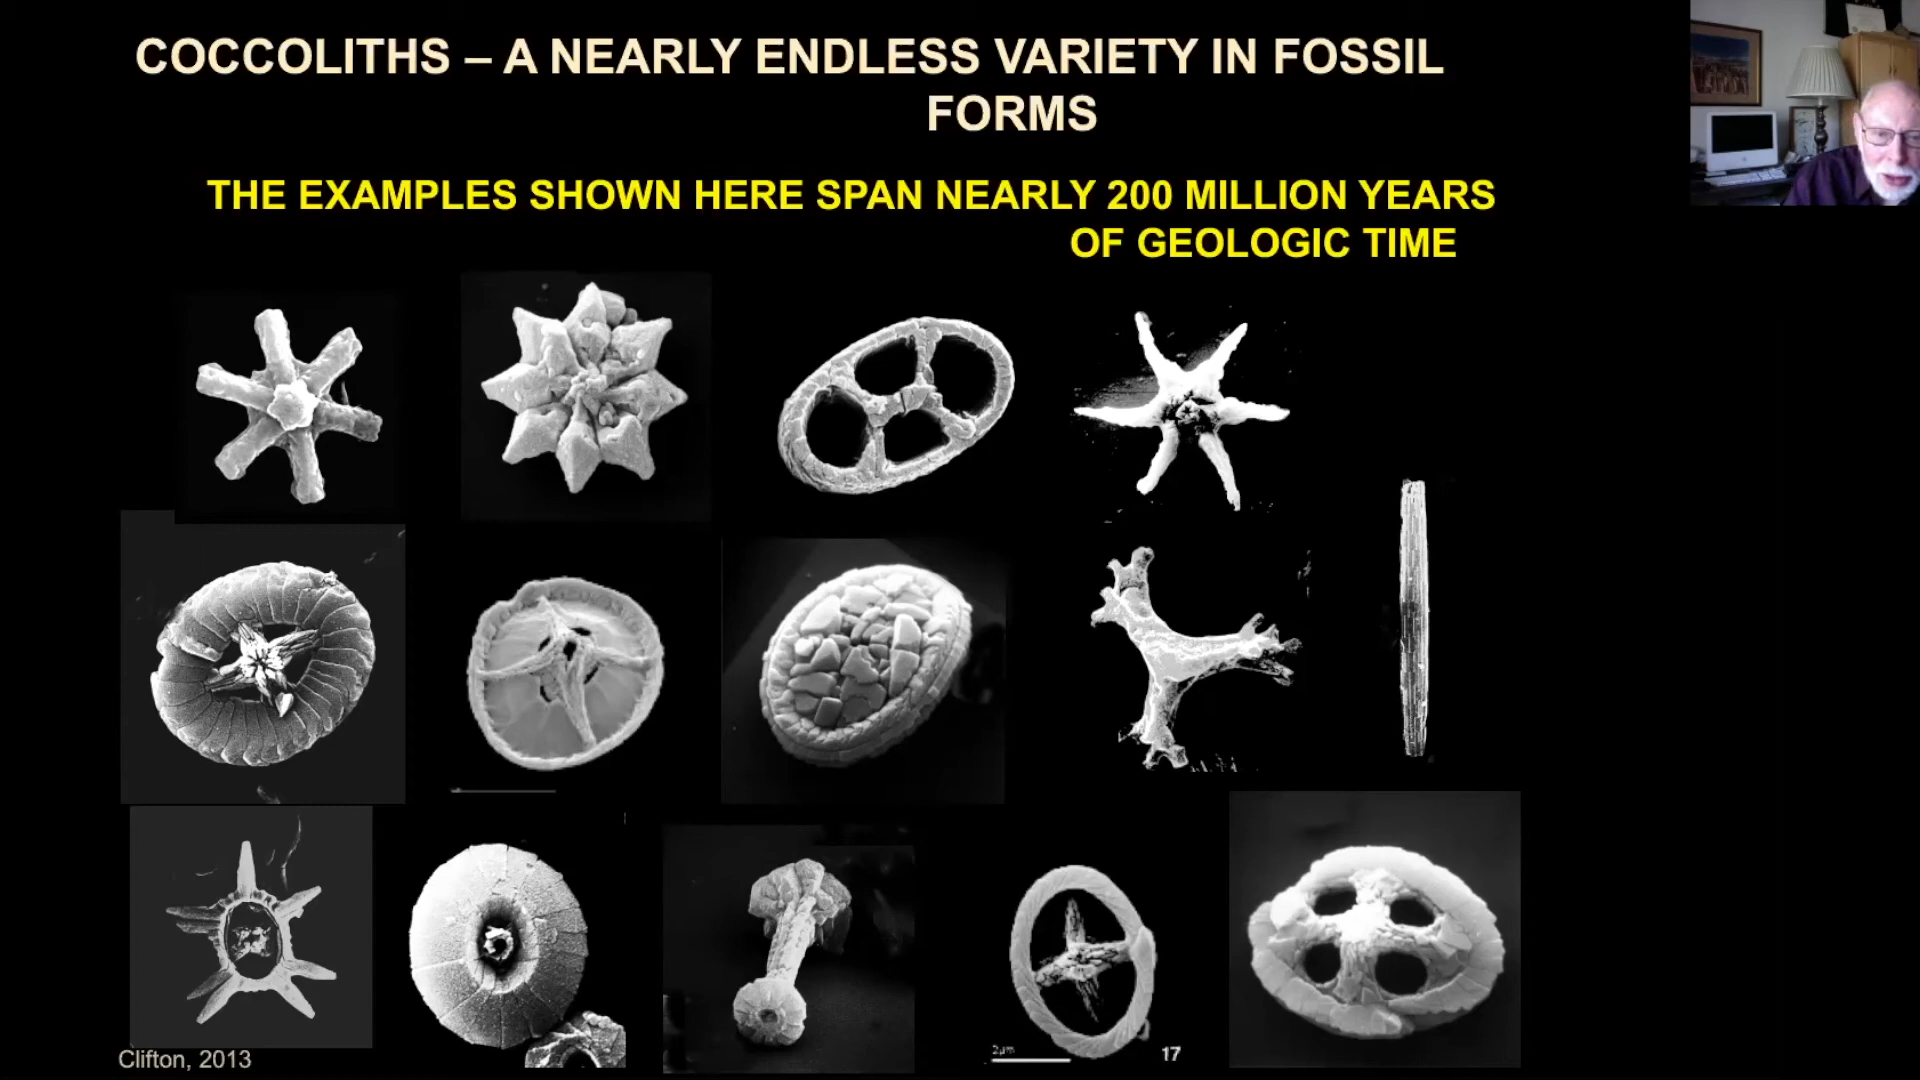 COCCOLITHS – A NEARLY ENDLESS VARIETY IN FOSSIL
FORMS
THE EXAMPLES SHOWN HERE SPAN NEARLY 200 MILLION YEARS
OF GEOLOGIC TIME
2µm
17
Clifton, 2013